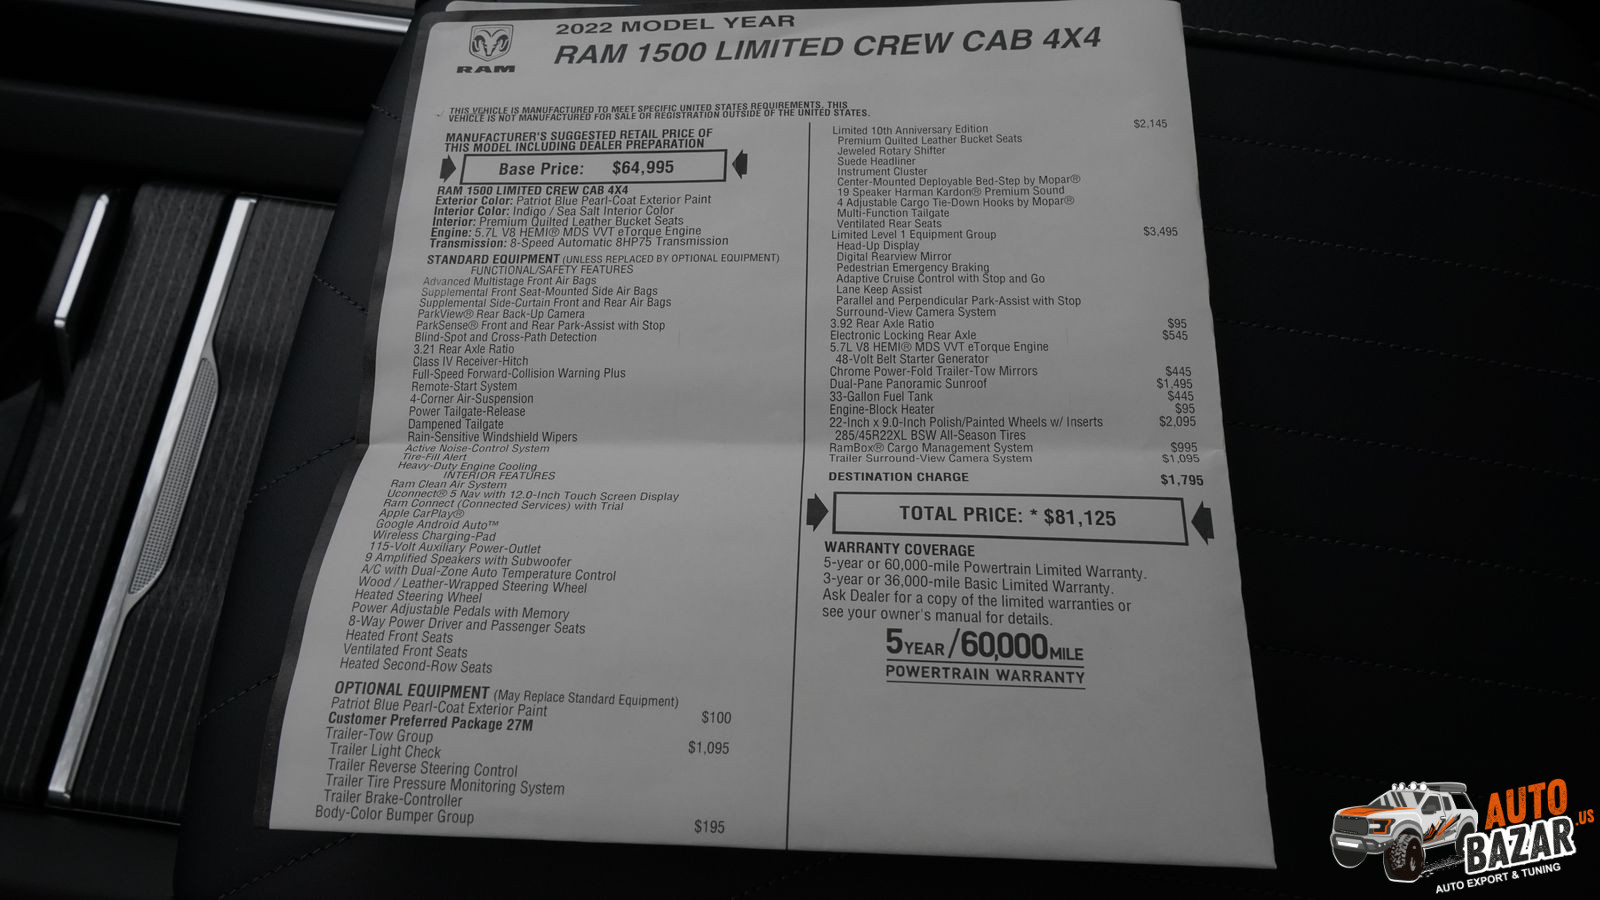 RAM
2022 MODEL YEAR
RAM 1500 LIMITED CREW CAB 4X4
THIS VEHICLE IS MANUFACTURED TO MEET SPECIFIC UNITED STATES REQUIREMENTS. THIS
VEHICLE IS NOT MANUFACTURED FOR SALE OR REGISTRATION OUTSIDE OF THE UNITED STATES.
MANUFACTURER'S SUGGESTED RETAIL PRICE OF
THIS MODEL INCLUDING DEALER PREPARATION
Base Price: $64,995
RAM 1500 LIMITED CREW CAB 4X4
Exterior Color: Patriot Blue Pearl-Coat Exterior Paint
Interior Color: Indigo / Sea Salt Interior Color
Interior: Premium Quilted Leather Bucket Seats
Engine: 5.7L V8 HEMI® MDS VVT eTorque Engine
Transmission: 8-Speed Automatic 8HP75 Transmission
STANDARD EQUIPMENT (UNLESS REPLACED BY OPTIONAL EQUIPMENT)
FUNCTIONAL/SAFETY FEATURES
Advanced Multistage Front Air Bags
Supplemental Front Seat-Mounted Side Air Bags
Supplemental Side-Curtain Front and Rear Air Bags
ParkView® Rear Back-Up Camera
ParkSense® Front and Rear Park-Assist with Stop
Blind-Spot and Cross-Path Detection
3.21 Rear Axle Ratio
Class IV Receiver-Hitch
Full-Speed Forward-Collision Warning Plus
Remote-Start System
4-Corner Air-Suspension
Power Tailgate-Release
Dampened Tailgate
Rain-Sensitive Windshield Wipers
Active Noise-Control System
Tire-Fill Alert
Heavy-Duty Engine Cooling
INTERIOR FEATURES
Ram Clean Air System
Uconnect® 5 Nav with 12.0-Inch Touch Screen Display
Ram Connect (Connected Services) with Trial
Apple CarPlay®
Google Android Auto™
Wireless Charging-Pad
115-Volt Auxiliary Power-Outlet
9 Amplified Speakers with Subwoofer
A/C with Dual-Zone Auto Temperature Control
Wood / Leather-Wrapped Steering Wheel
Heated Steering Wheel
Power Adjustable Pedals with Memory
8-Way Power Driver and Passenger Seats
Heated Front Seats
Ventilated Front Seats
Heated Second-Row Seats
OPTIONAL EQUIPMENT (May Replace Standard Equipment)
Patriot Blue Pearl-Coat Exterior Paint $100
Customer Preferred Package 27M
Trailer-Tow Group $1,095
Trailer Light Check
Trailer Reverse Steering Control
Trailer Tire Pressure Monitoring System
Trailer Brake-Controller
Body-Color Bumper Group $195
Limited 10th Anniversary Edition $2,145
Premium Quilted Leather Bucket Seats
Jeweled Rotary Shifter
Suede Headliner
Instrument Cluster
Center-Mounted Deployable Bed-Step by Mopar®
19 Speaker Harman Kardon® Premium Sound
4 Adjustable Cargo Tie-Down Hooks by Mopar®
Multi-Function Tailgate
Ventilated Rear Seats
Limited Level 1 Equipment Group $3,495
Head-Up Display
Digital Rearview Mirror
Pedestrian Emergency Braking
Adaptive Cruise Control with Stop and Go
Lane Keep Assist
Parallel and Perpendicular Park-Assist with Stop
Surround-View Camera System
3.92 Rear Axle Ratio $95
Electronic Locking Rear Axle $545
5.7L V8 HEMI® MDS VVT eTorque Engine
48-Volt Belt Starter Generator
Chrome Power-Fold Trailer-Tow Mirrors $445
Dual-Pane Panoramic Sunroof $1,495
33-Gallon Fuel Tank $445
Engine-Block Heater $95
22-Inch x 9.0-Inch Polish/Painted Wheels w/ Inserts $2,095
285/45R22XL BSW All-Season Tires
RamBox® Cargo Management System $995
Trailer Surround-View Camera System $1,095
DESTINATION CHARGE $1,795
TOTAL PRICE: * $81,125
WARRANTY COVERAGE
5-year or 60,000-mile Powertrain Limited Warranty.
3-year or 36,000-mile Basic Limited Warranty.
Ask Dealer for a copy of the limited warranties or
see your owner's manual for details.
5 YEAR/60,000 MILE
POWERTRAIN WARRANTY
AUTO
BAZAR.US
AUTO EXPORT & TUNING